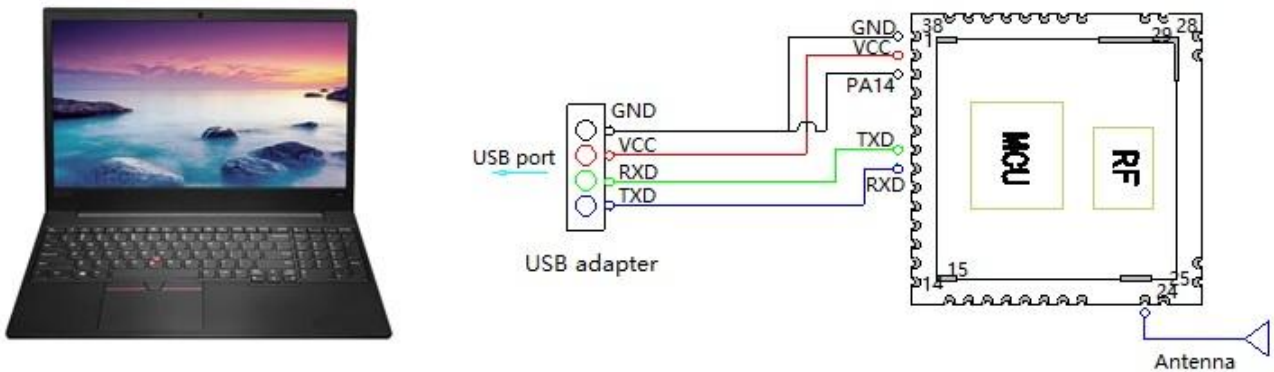 GND
VCC
PA14
TXD
RXD
38
1
29
28
MCU
RF
15
14
25
24
GND
VCC
RXD
TXD
USB port
USB adapter
Antenna